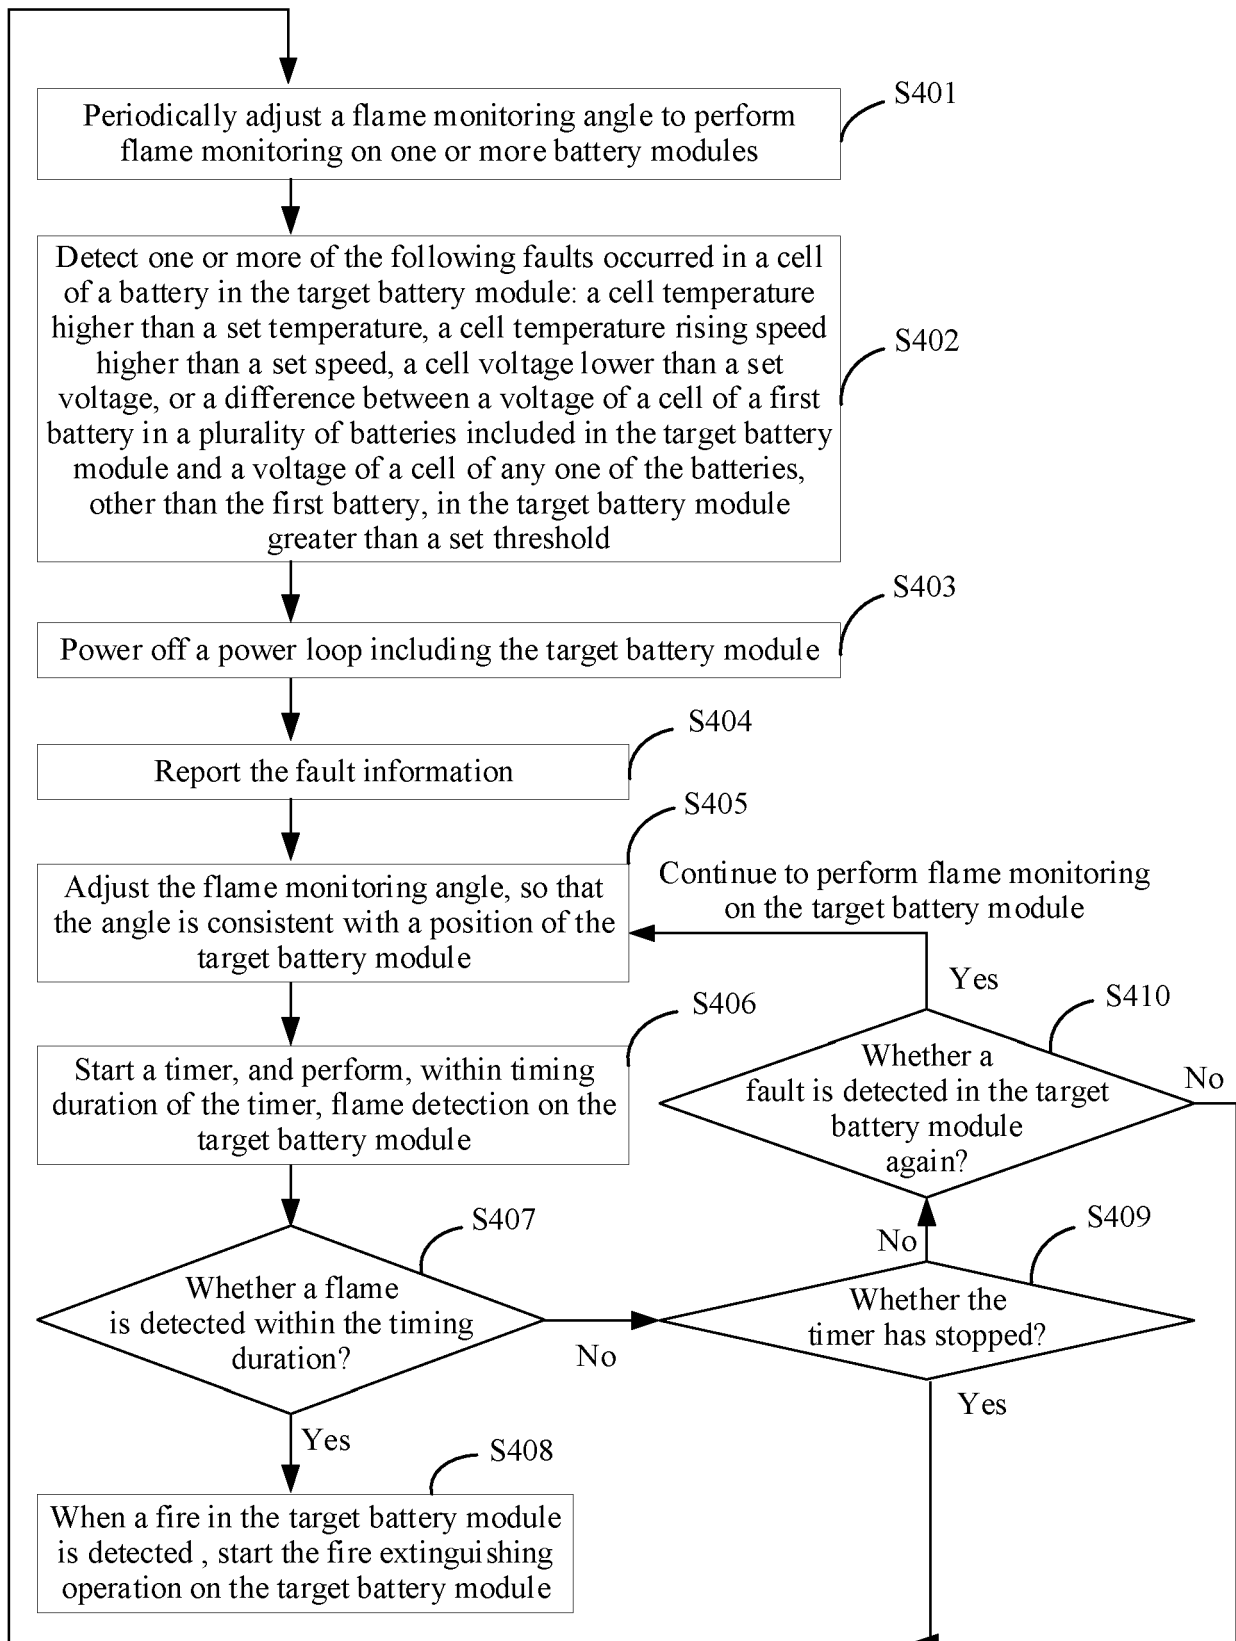 S401
Periodically adjust a flame monitoring angle to perform
flame monitoring on one or more battery modules
Detect one or more of the following faults occurred in a cell
of a battery in the target battery module: a cell temperature
higher than a set temperature, a cell temperature rising speed
higher than a set speed, a cell voltage lower than a set
voltage, or a difference between a voltage of a cell of a first
battery in a plurality of batteries included in the target battery
module and a voltage of a cell of any one of the batteries,
other than the first battery, in the target battery module
greater than a set threshold
S402
S403
Power off a power loop including the target battery module
S404
Report the fault information
S405
Adjust the flame monitoring angle, so that
the angle is consistent with a position of the
target battery module
Continue to perform flame monitoring
on the target battery module
Yes
S406
Start a timer, and perform, within timing
duration of the timer, flame detection on the
target battery module
S410
Whether a
fault is detected in the target
battery module
again?
No
S407
Whether a flame
is detected within the timing
duration?
No
S409
No
Whether the
timer has stopped?
Yes
Yes
S408
When a fire in the target battery module
is detected , start the fire extinguishing
operation on the target battery module